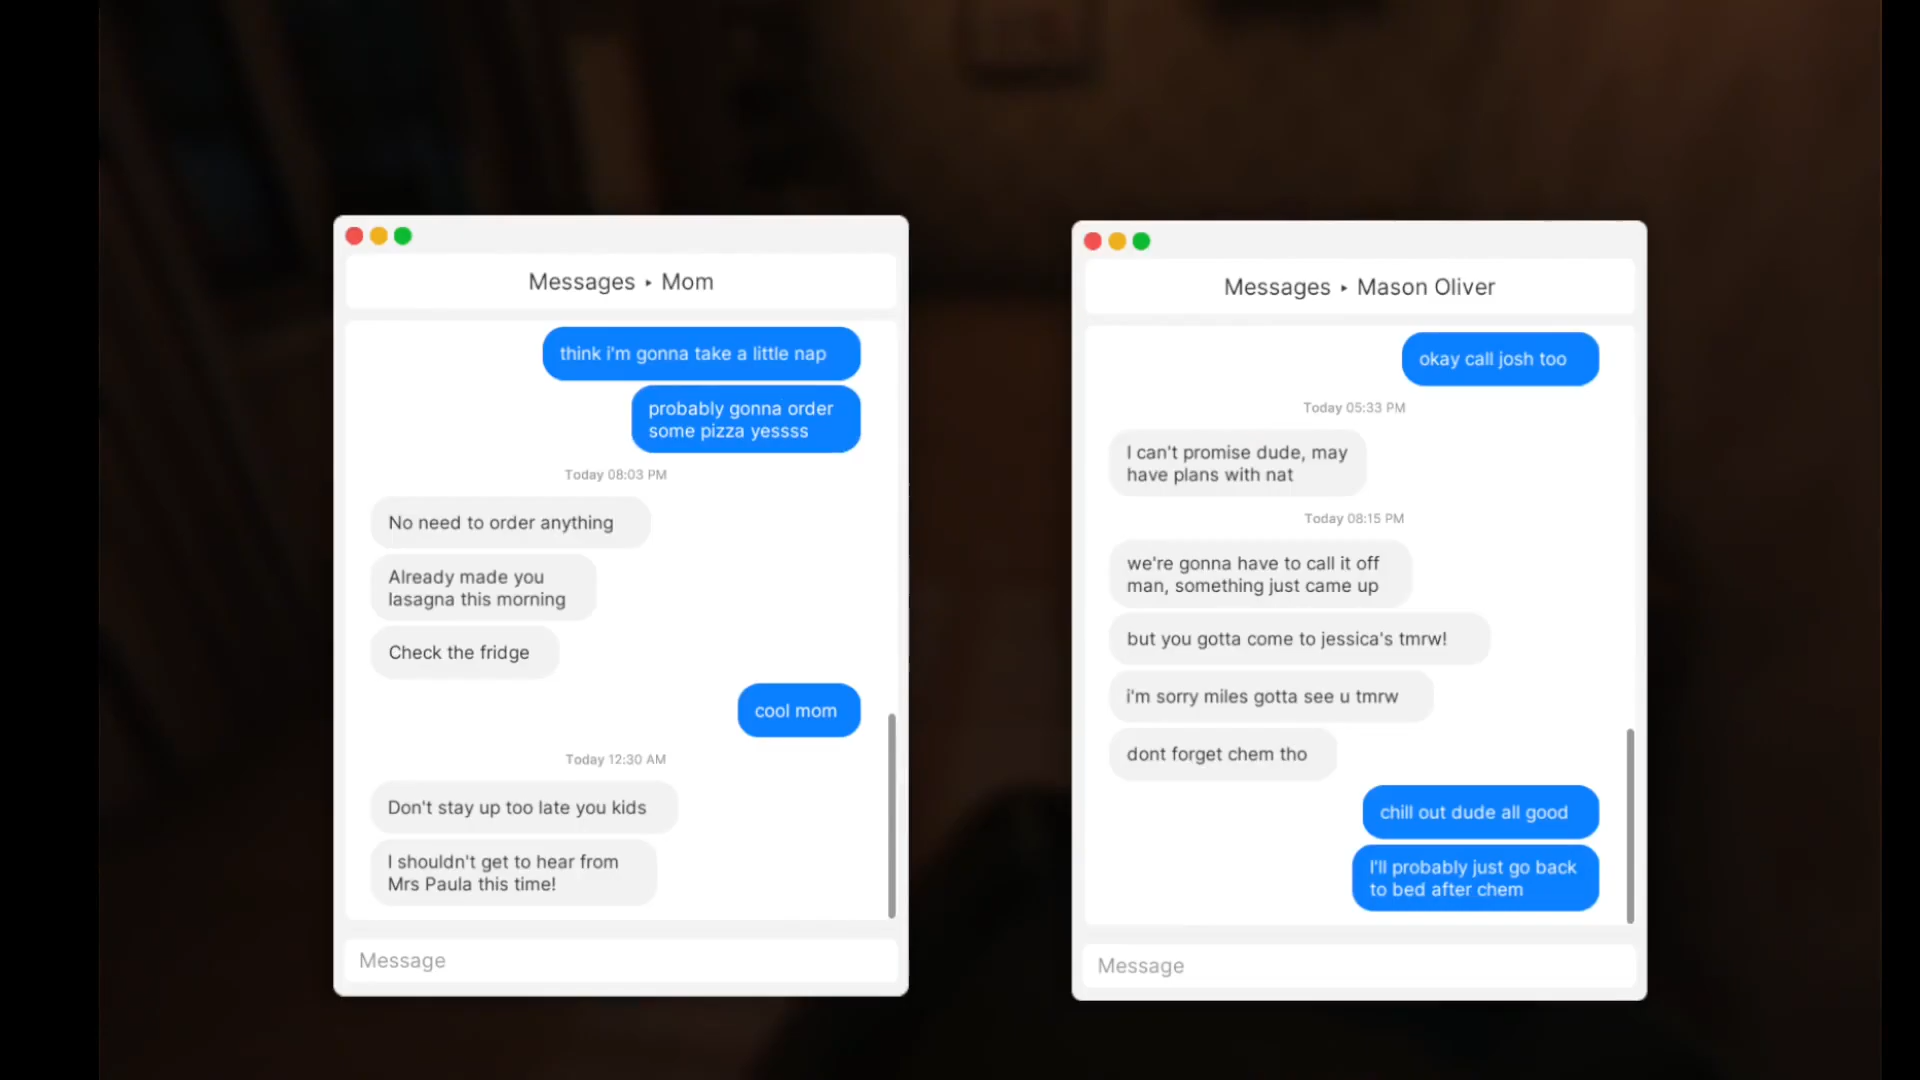 Messages ‣ Mom
think i'm gonna take a little nap
probably gonna order
some pizza yessss
Today 08:03 PM
No need to order anything
Already made you
lasagna this morning
Check the fridge
cool mom
Today 12:30 AM
Don't stay up too late you kids
I shouldn't get to hear from
Mrs Paula this time!
Message
Messages ‣ Mason Oliver
okay call josh too
Today 05:33 PM
I can't promise dude, may
have plans with nat
Today 08:15 PM
we're gonna have to call it off
man, something just came up
but you gotta come to jessica's tmrw!
i'm sorry miles gotta see u tmrw
dont forget chem tho
chill out dude all good
I'll probably just go back
to bed after chem
Message